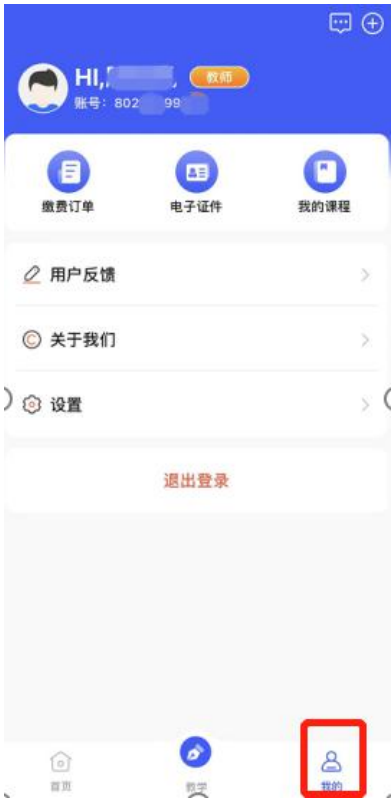 HI,
教师
账号：802 99
缴费订单 电子证件 我的课程
用户反馈
关于我们
设置
退出登录
首页 教学 我的